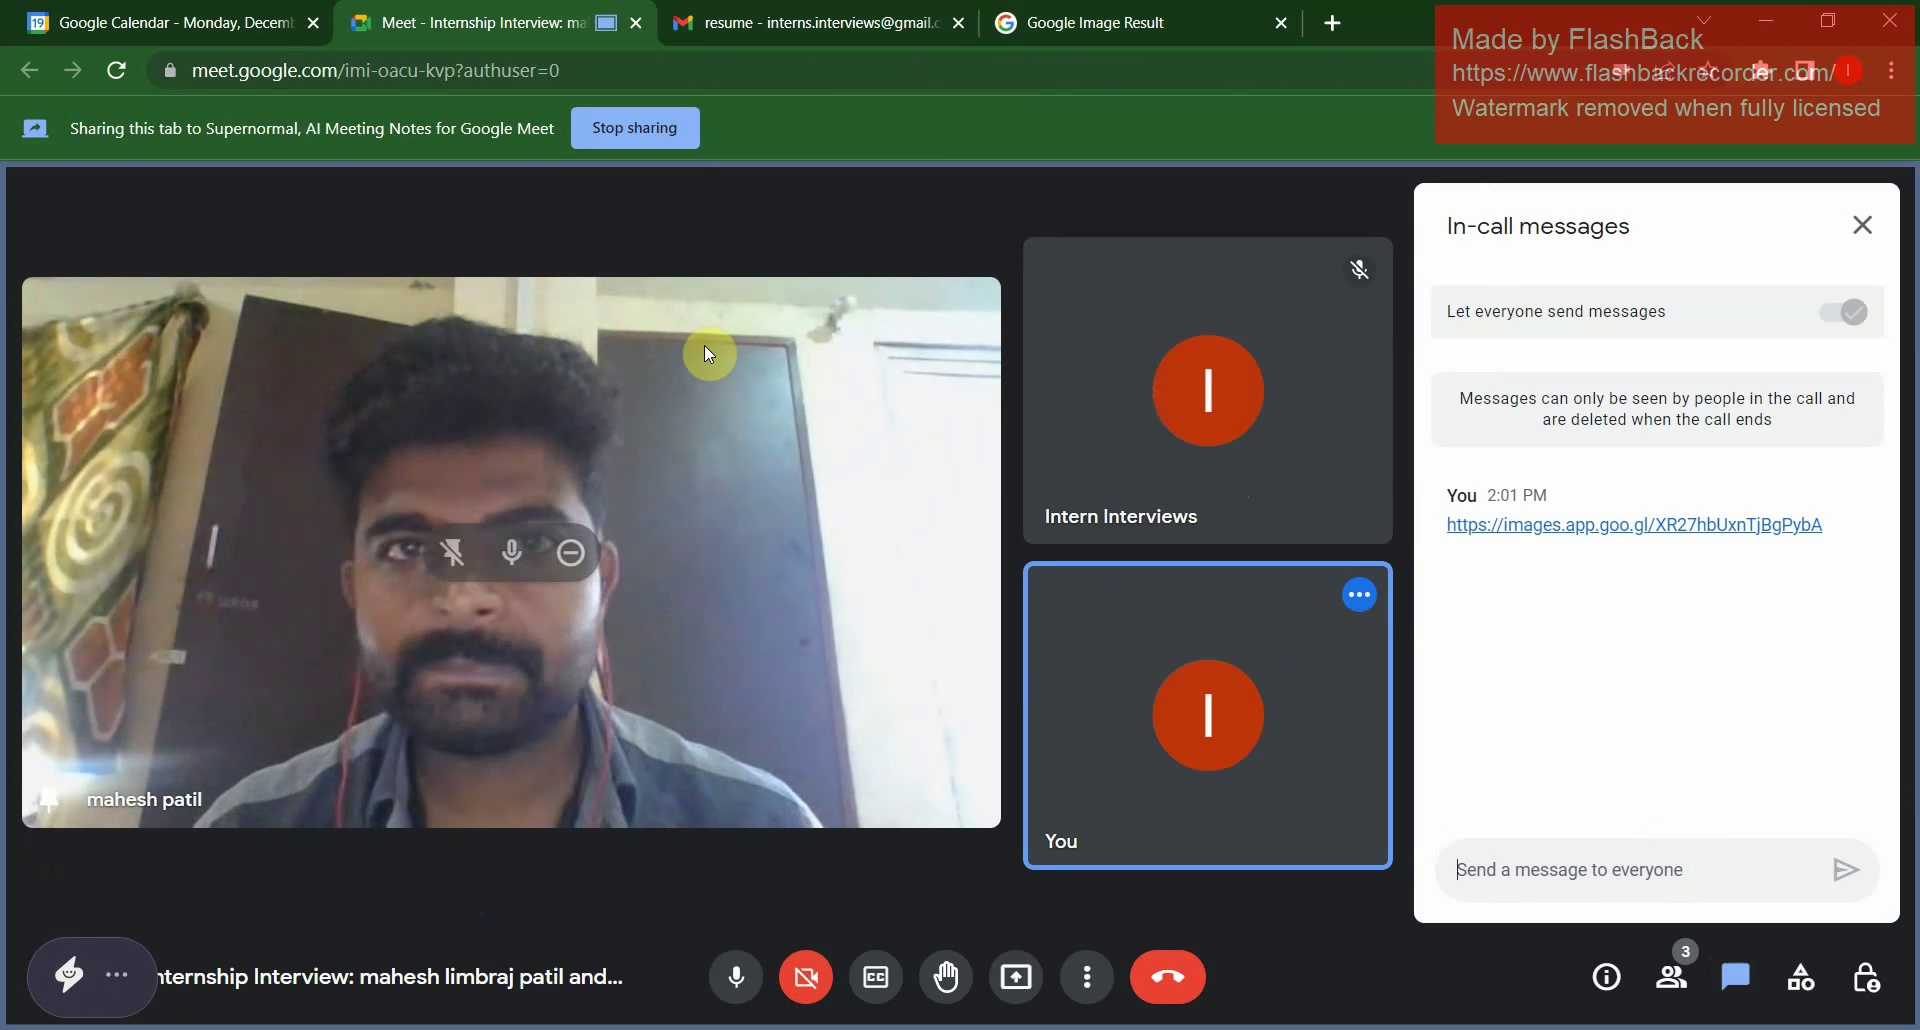 19 Google Calendar - Monday, Decem
Meet - Internship Interview: ma
resume - interns.interviews@gmail.c
Google Image Result
meet.google.com/imi-oacu-kvp?authuser=0
Made by FlashBack
https://www.flashbackrecorder.com/
Watermark removed when fully licensed
Sharing this tab to Supernormal, AI Meeting Notes for Google Meet
Stop sharing
mahesh patil
I
Intern Interviews
I
You
In-call messages
Let everyone send messages
Messages can only be seen by people in the call and
are deleted when the call ends
You 2:01 PM
https://images.app.goo.gl/XR27hbUxnTjBgPybA
Send a message to everyone
nternship Interview: mahesh limbraj patil and...
CC
3